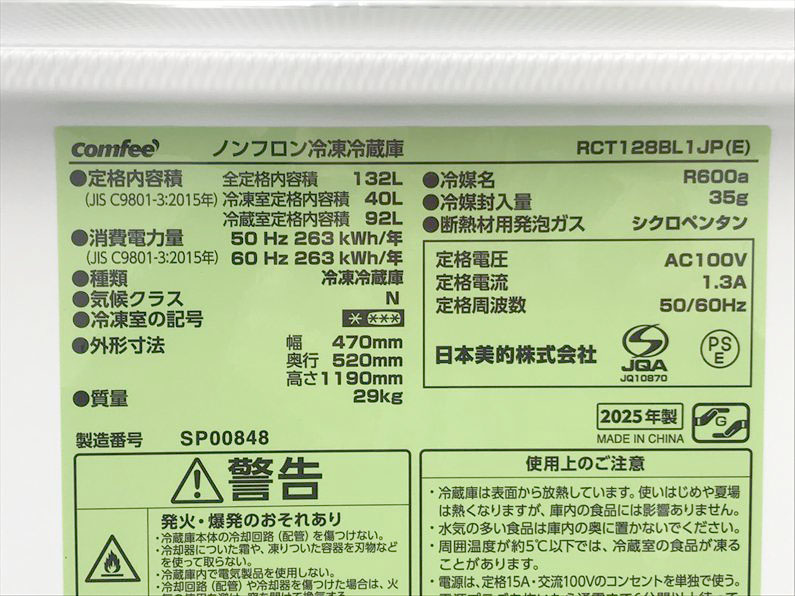 comfee' ノンフロン冷凍冷蔵庫 RCT128BL1JP(E)
●定格内容積 全定格内容積 132L
(JIS C9801-3:2015年) 冷凍室定格内容積 40L
冷蔵室定格内容積 92L
●消費電力量 50 Hz 263 kWh/年
(JIS C9801-3:2015年) 60 Hz 263 kWh/年
●種類 冷凍冷蔵庫
●気候クラス N
●冷凍室の記号
●外形寸法 幅 470mm
奥行 520mm
高さ1190mm
●質量 29kg
製造番号 SP00848
●冷媒名 R600a
●冷媒封入量 35g
●断熱材用発泡ガス シクロペンタン
定格電圧 AC100V
定格電流 1.3A
定格周波数 50/60Hz
日本美的株式会社
JQA
JQ10870
PS
E
2025年製
MADE IN CHINA
G
警告
発火・爆発のおそれあり
・冷蔵庫本体の冷却回路(配管)を傷つけない。
・冷却器についた霜や、凍りついた容器を刃物など
を使って取らない。
・冷蔵庫内で電気製品を使用しない。
・冷却回路(配管)や冷却器を傷つけた場合は、火
使用上のご注意
・冷蔵庫は表面から放熱しています。使いはじめや夏場
は熱くなりますが、庫内の食品には影響ありません。
・水気の多い食品は庫内の奥に置かないでください。
・周囲温度が約5℃以下では、冷蔵室の食品が凍る
ことがあります。
・電源は、定格15A・交流100Vのコンセントを単独で使う。